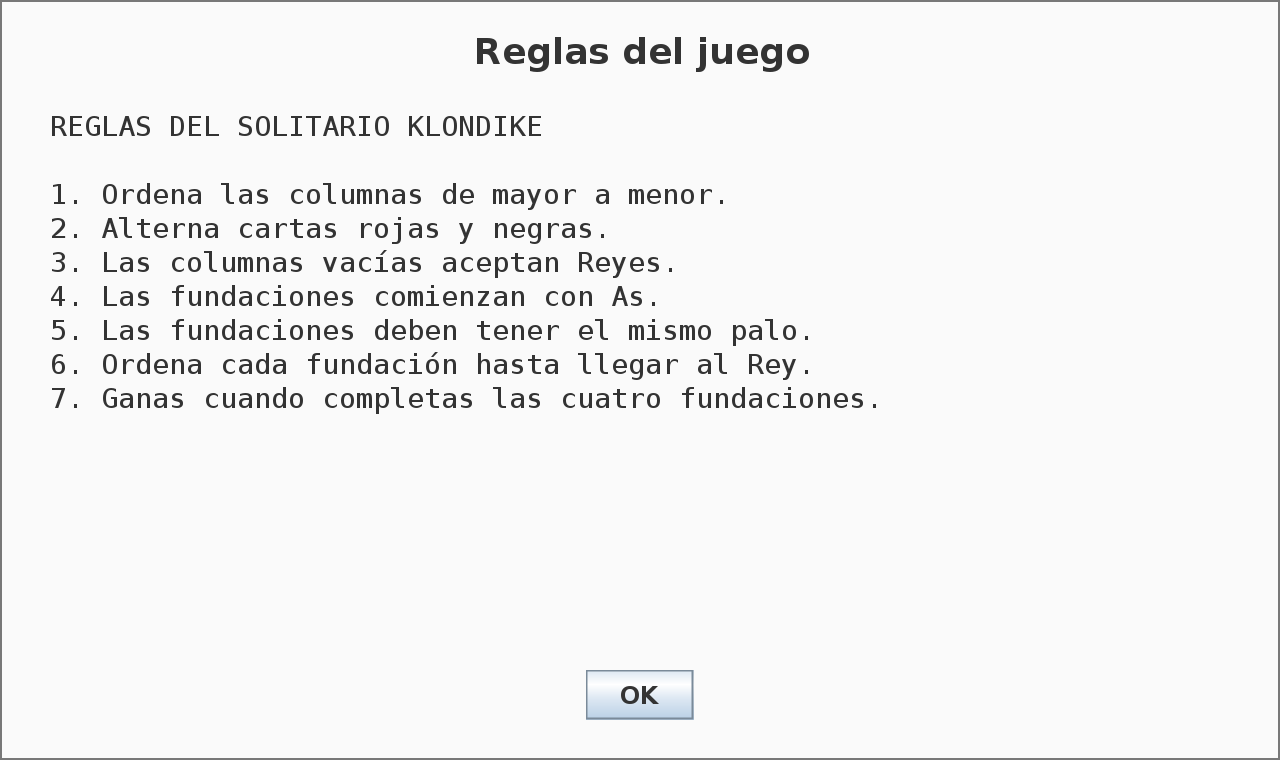 Reglas del juego
REGLAS DEL SOLITARIO KLONDIKE
1. Ordena las columnas de mayor a menor.
2. Alterna cartas rojas y negras.
3. Las columnas vacías aceptan Reyes.
4. Las fundaciones comienzan con As.
5. Las fundaciones deben tener el mismo palo.
6. Ordena cada fundación hasta llegar al Rey.
7. Ganas cuando completas las cuatro fundaciones.
OK